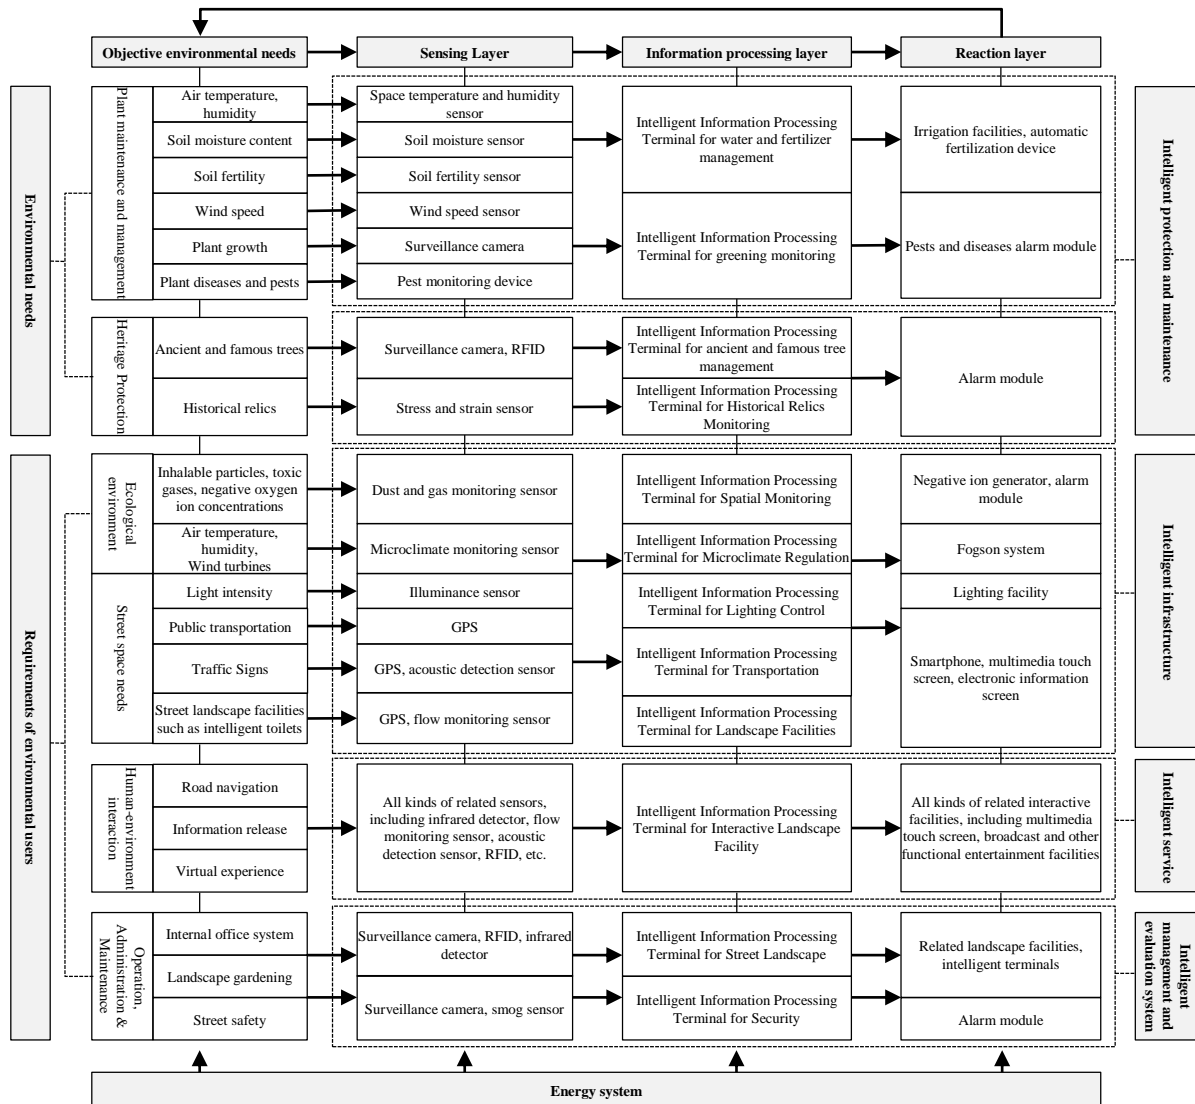 Objective environmental needs
Sensing Layer
Information processing layer
Reaction layer
Environmental needs
Plant maintenance and management
Air temperature,
humidity
Space temperature and humidity
sensor
Soil moisture content
Soil moisture sensor
Soil fertility
Soil fertility sensor
Intelligent Information Processing
Terminal for water and fertilizer
management
Irrigation facilities, automatic
fertilization device
Wind speed
Wind speed sensor
Plant growth
Surveillance camera
Plant diseases and pests
Pest monitoring device
Intelligent Information Processing
Terminal for greening monitoring
Pests and diseases alarm module
Intelligent protection and maintenance
Heritage Protection
Ancient and famous trees
Surveillance camera, RFID
Intelligent Information Processing
Terminal for ancient and famous tree
management
Historical relics
Stress and strain sensor
Intelligent Information Processing
Terminal for Historical Relics
Monitoring
Alarm module
Requirements of environmental users
Ecological
environment
Inhalable particles, toxic
gases, negative oxygen
ion concentrations
Dust and gas monitoring sensor
Intelligent Information Processing
Terminal for Spatial Monitoring
Negative ion generator, alarm
module
Air temperature,
humidity,
Wind turbines
Microclimate monitoring sensor
Intelligent Information Processing
Terminal for Microclimate Regulation
Fogson system
Intelligent infrastructure
Street space needs
Light intensity
Illuminance sensor
Intelligent Information Processing
Terminal for Lighting Control
Lighting facility
Public transportation
GPS
Traffic Signs
GPS, acoustic detection sensor
Intelligent Information Processing
Terminal for Transportation
Smartphone, multimedia touch
screen, electronic information
screen
Street landscape facilities
such as intelligent toilets
GPS, flow monitoring sensor
Intelligent Information Processing
Terminal for Landscape Facilities
Human-environment
interaction
Road navigation
Information release
Virtual experience
All kinds of related sensors,
including infrared detector, flow
monitoring sensor, acoustic
detection sensor, RFID, etc.
Intelligent Information Processing
Terminal for Interactive Landscape
Facility
All kinds of related interactive
facilities, including multimedia
touch screen, broadcast and other
functional entertainment facilities
Intelligent service
Operation,
Administration &
Maintenance
Internal office system
Landscape gardening
Street safety
Surveillance camera, RFID, infrared
detector
Intelligent Information Processing
Terminal for Street Landscape
Related landscape facilities,
intelligent terminals
Surveillance camera, smog sensor
Intelligent Information Processing
Terminal for Security
Alarm module
Intelligent
management and
evaluation system
Energy system